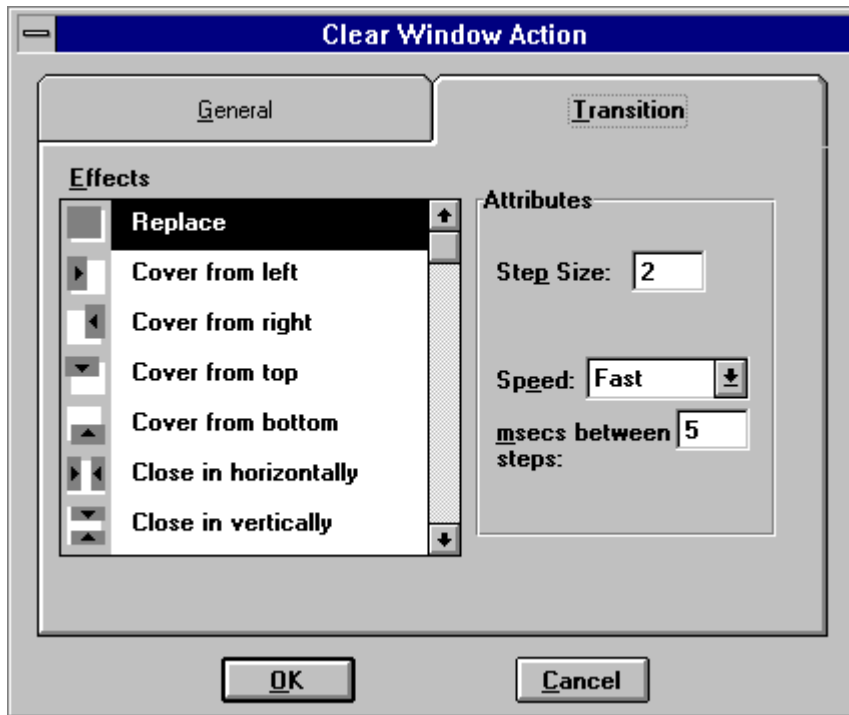 Clear Window Action
General
Transition
Effects
Replace
Cover from left
Cover from right
Cover from top
Cover from bottom
Close in horizontally
Close in vertically
Attributes
Step Size: 2
Speed: Fast
msecs between 5
steps:
OK
Cancel